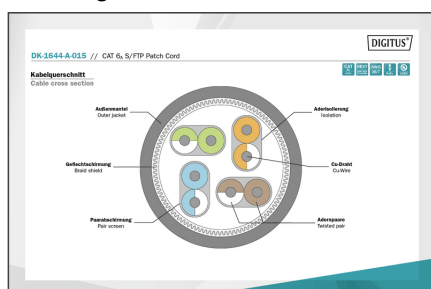 DIGITUS®
DK-1644-A-015 // CAT 6A S/FTP Patch Cord
Kabelquerschnitt
Cable cross section
Außenmantel
Outer jacket
Aderisolierung
Isolation
Geflechtschirmung
Braid shield
Cu-Draht
Cu-Wire
Paarabschirmung
Pair screen
Adernpaare
Twisted pair